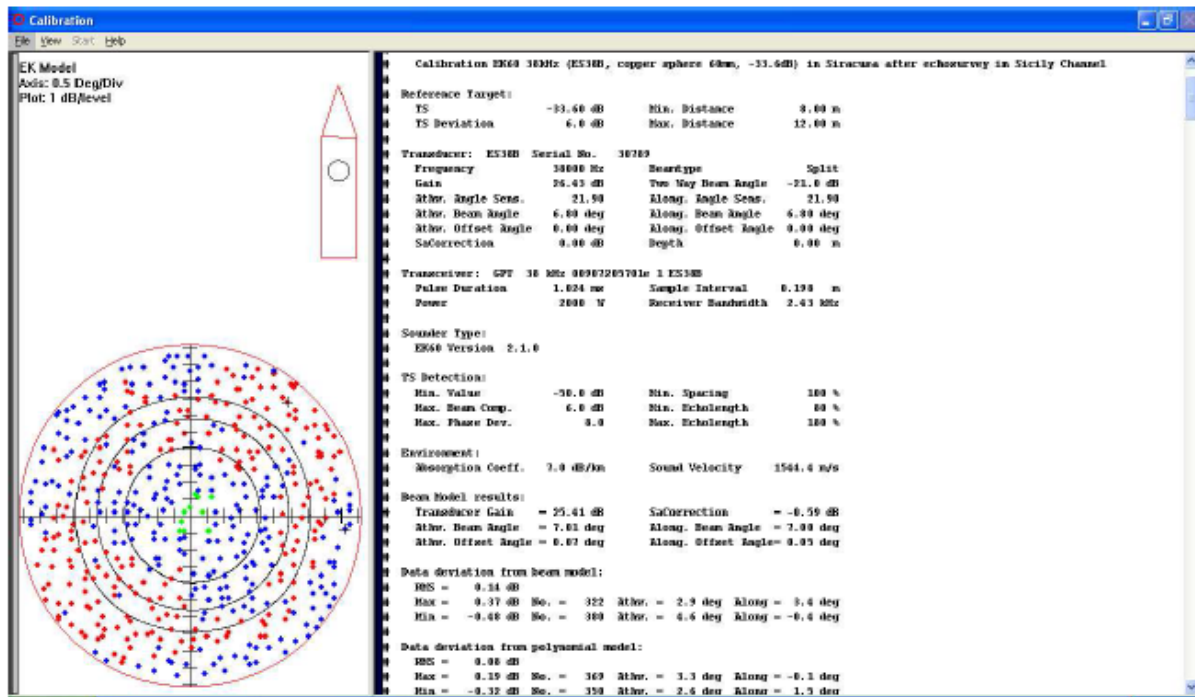 Calibration
File View Start Help
EK Model
Axis: 0.5 Deg/Div
Plot: 1 dB/level
# Calibration EK60 38kHz (ES38B, copper sphere 60mm, -33.6dB) in Siracusa after echosurvey in Sicily Channel
#
# Reference Target:
# TS -33.60 dB Min. Distance 8.00 m
# TS Deviation 6.0 dB Max. Distance 12.00 m
#
# Transducer: ES38B Serial No. 30789
# Frequency 38000 Hz Beamtype Split
# Gain 26.43 dB Two Way Beam Angle -21.0 dB
# Athw. Angle Sens. 21.90 Along. Angle Sens. 21.90
# Athw. Beam Angle 6.80 deg Along. Beam Angle 6.80 deg
# Athw. Offset Angle 0.00 deg Along. Offset Angle 0.00 deg
# SaCorrection 0.00 dB Depth 0.00 m
#
# Transceiver: GPT 38 kHz 00907205701e 1 ES38B
# Pulse Duration 1.024 ms Sample Interval 0.198 m
# Power 2000 W Receiver Bandwidth 2.43 kHz
#
# Sounder Type:
# EK60 Version 2.1.0
#
# TS Detection:
# Min. Value -50.0 dB Min. Spacing 100 %
# Max. Beam Comp. 6.0 dB Min. Echolength 80 %
# Max. Phase Dev. 8.0 Max. Echolength 180 %
#
# Environment:
# Absorption Coeff. 7.0 dB/km Sound Velocity 1544.4 m/s
#
# Beam Model results:
# Transducer Gain = 25.41 dB SaCorrection = -0.59 dB
# Athw. Beam Angle = 7.01 deg Along. Beam Angle = 7.00 deg
# Athw. Offset Angle = 0.07 deg Along. Offset Angle= 0.05 deg
#
# Data deviation from beam model:
# RMS = 0.14 dB
# Max = 0.37 dB No. = 322 Athw. = 2.9 deg Along = 3.4 deg
# Min = -0.48 dB No. = 380 Athw. = 4.6 deg Along = -0.4 deg
#
# Data deviation from polynomial model:
# RMS = 0.08 dB
# Max = 0.19 dB No. = 369 Athw. = 3.3 deg Along = -0.1 deg
# Min = -0.32 dB No. = 350 Athw. = 2.6 deg Along = 1.5 deg